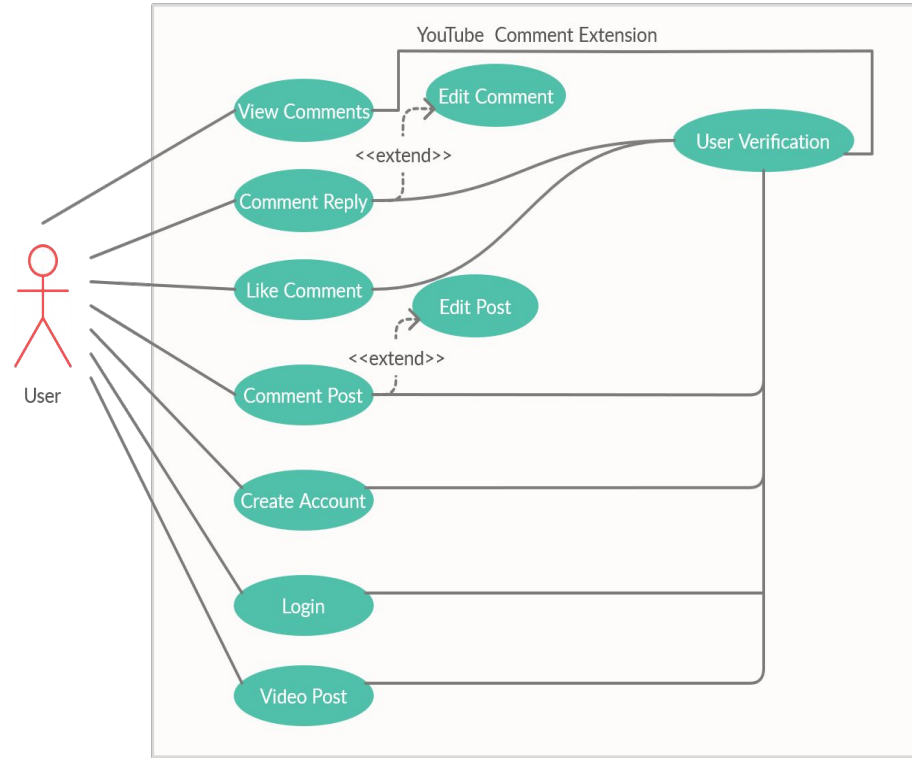 YouTube  Comment Extension
View Comments
Edit Comment
User Verification
<<extend>>
Comment Reply
Like Comment
Edit Post
<<extend>>
Comment Post
User
Create Account
Login
Video Post